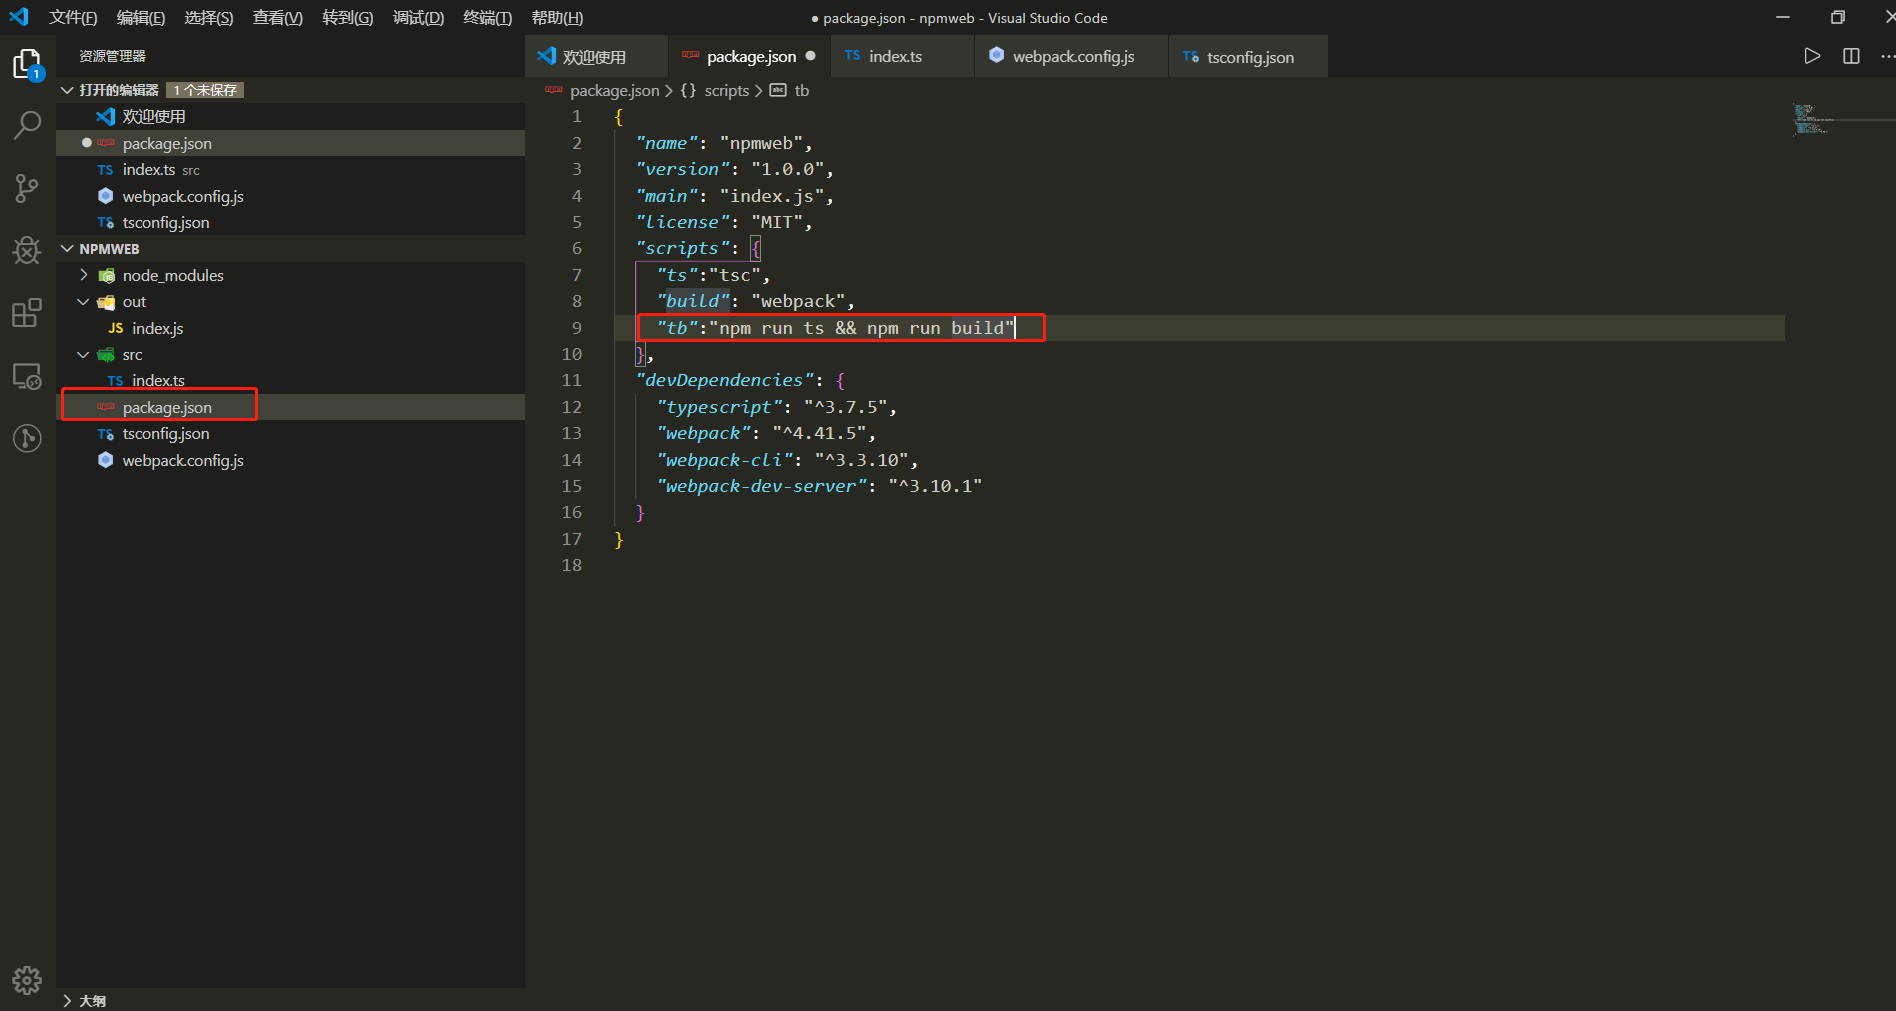 文件(F) 编辑(E) 选择(S) 查看(V) 转到(G) 调试(D) 终端(T) 帮助(H)
● package.json - npmweb - Visual Studio Code
资源管理器
1
打开的编辑器 1 个未保存
欢迎使用
package.json
TS index.ts src
webpack.config.js
TS tsconfig.json
NPMWEB
node_modules
out
JS index.js
src
TS index.ts
package.json
TS tsconfig.json
webpack.config.js
大纲
欢迎使用 package.json ● TS index.ts webpack.config.js TS tsconfig.json
package.json > {} scripts > abc tb
1 {
2 "name": "npmweb",
3 "version": "1.0.0",
4 "main": "index.js",
5 "license": "MIT",
6 "scripts": {
7 "ts":"tsc",
8 "build": "webpack",
9 "tb":"npm run ts && npm run build"
10 },
11 "devDependencies": {
12 "typescript": "^3.7.5",
13 "webpack": "^4.41.5",
14 "webpack-cli": "^3.3.10",
15 "webpack-dev-server": "^3.10.1"
16 }
17 }
18